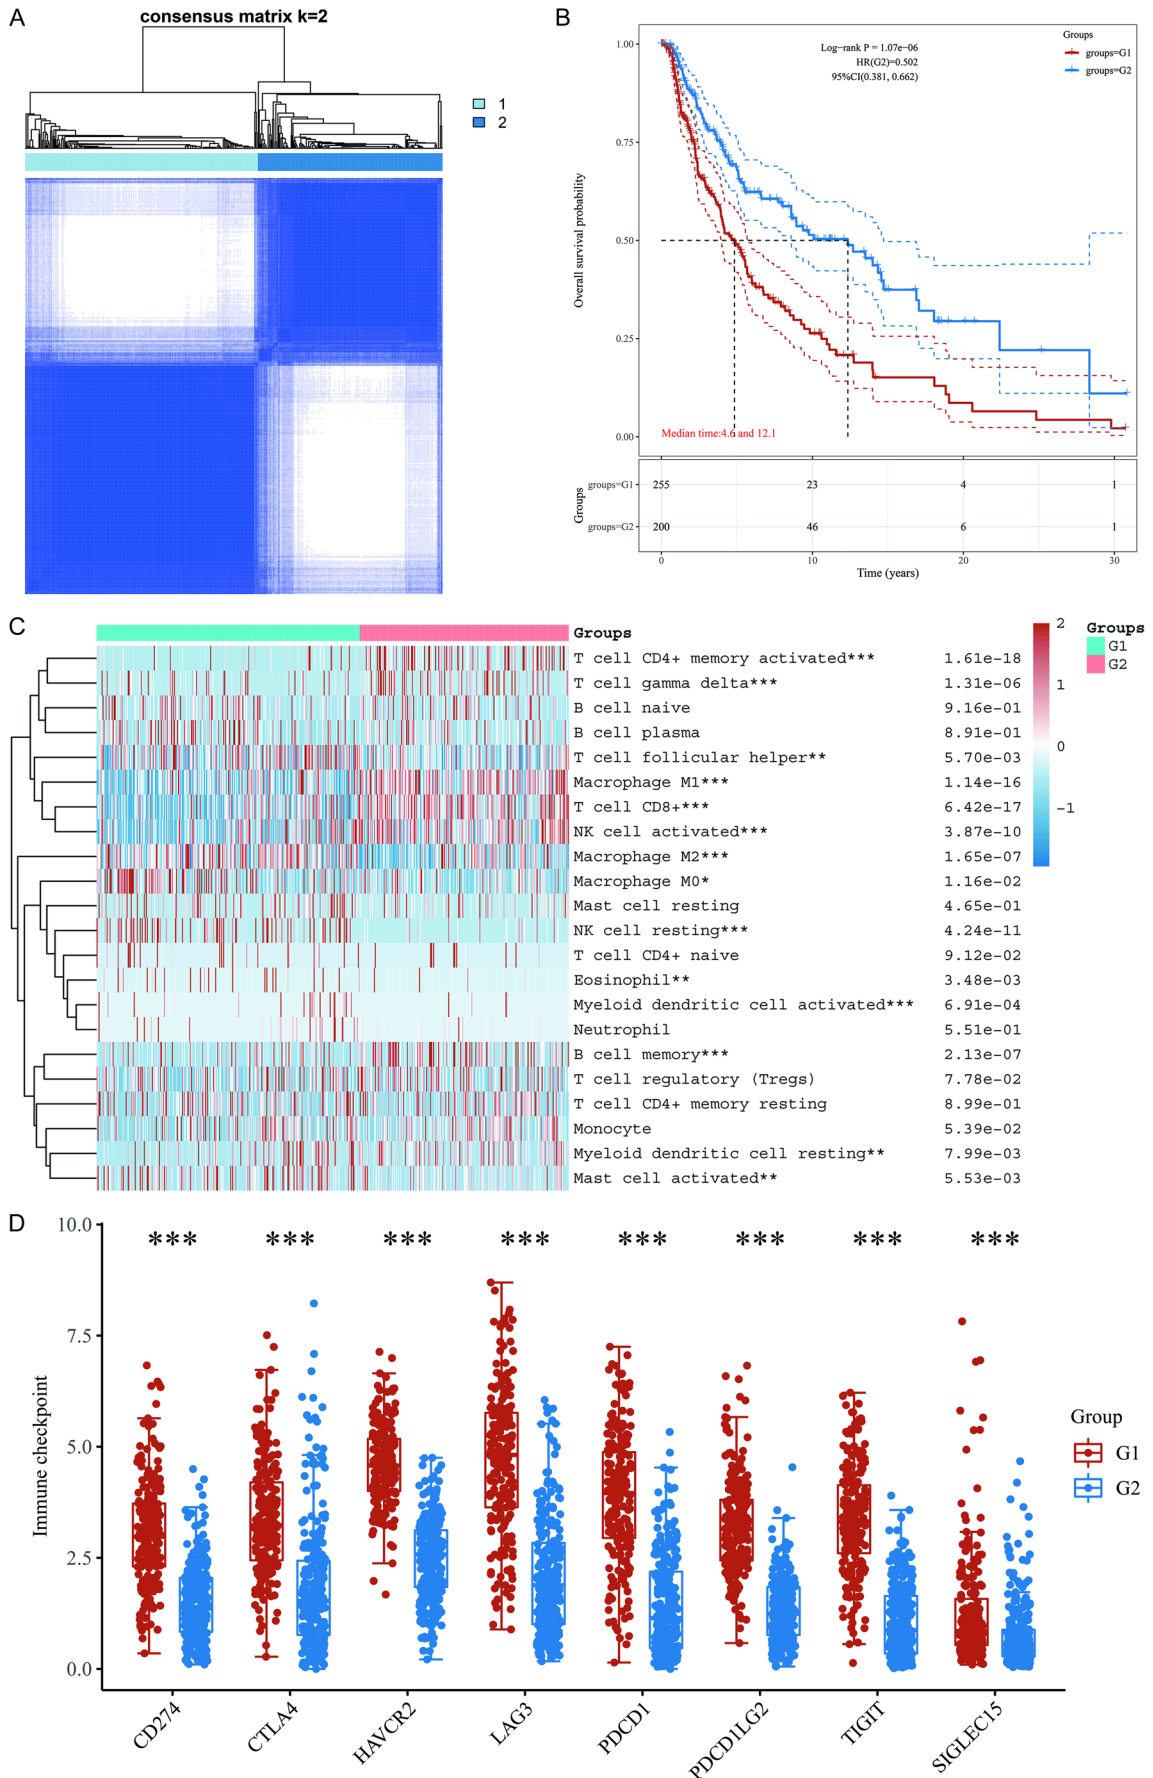 A
consensus matrix k=2
1
2
B
Log−rank P = 1.07e−06
HR(G2)=0.502
95%CI(0.381, 0.662)
Groups
groups=G1
groups=G2
Overall survival probability
1.00
0.75
0.50
0.25
0.00
Median time:4.6 and 12.1
Groups
groups=G1 255 23 4 1
groups=G2 200 46 6 1
0 10 20 30
Time (years)
C
Groups
T cell CD4+ memory activated*** 1.61e-18
T cell gamma delta*** 1.31e-06
B cell naive 9.16e-01
B cell plasma 8.91e-01
T cell follicular helper** 5.70e-03
Macrophage M1*** 1.14e-16
T cell CD8+*** 6.42e-17
NK cell activated*** 3.87e-10
Macrophage M2*** 1.65e-07
Macrophage M0* 1.16e-02
Mast cell resting 4.65e-01
NK cell resting*** 4.24e-11
T cell CD4+ naive 9.12e-02
Eosinophil** 3.48e-03
Myeloid dendritic cell activated*** 6.91e-04
Neutrophil 5.51e-01
B cell memory*** 2.13e-07
T cell regulatory (Tregs) 7.78e-02
T cell CD4+ memory resting 8.99e-01
Monocyte 5.39e-02
Myeloid dendritic cell resting** 7.99e-03
Mast cell activated** 5.53e-03
2
1
0
−1
Groups
G1
G2
D
*** *** *** *** *** *** *** ***
Immune checkpoint
10.0
7.5
5.0
2.5
0.0
CD274 CTLA4 HAVCR2 LAG3 PDCD1 PDCD1LG2 TIGIT SIGLEC15
Group
G1
G2